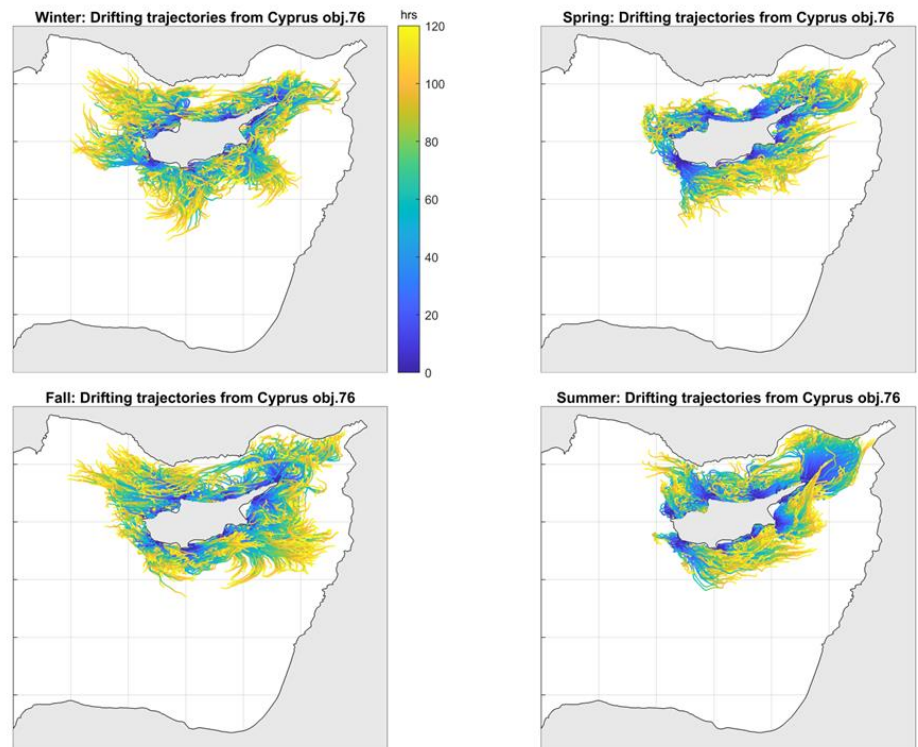 Winter: Drifting trajectories from Cyprus obj.76
hrs
120
100
80
60
40
20
0
Spring: Drifting trajectories from Cyprus obj.76
Fall: Drifting trajectories from Cyprus obj.76
Summer: Drifting trajectories from Cyprus obj.76